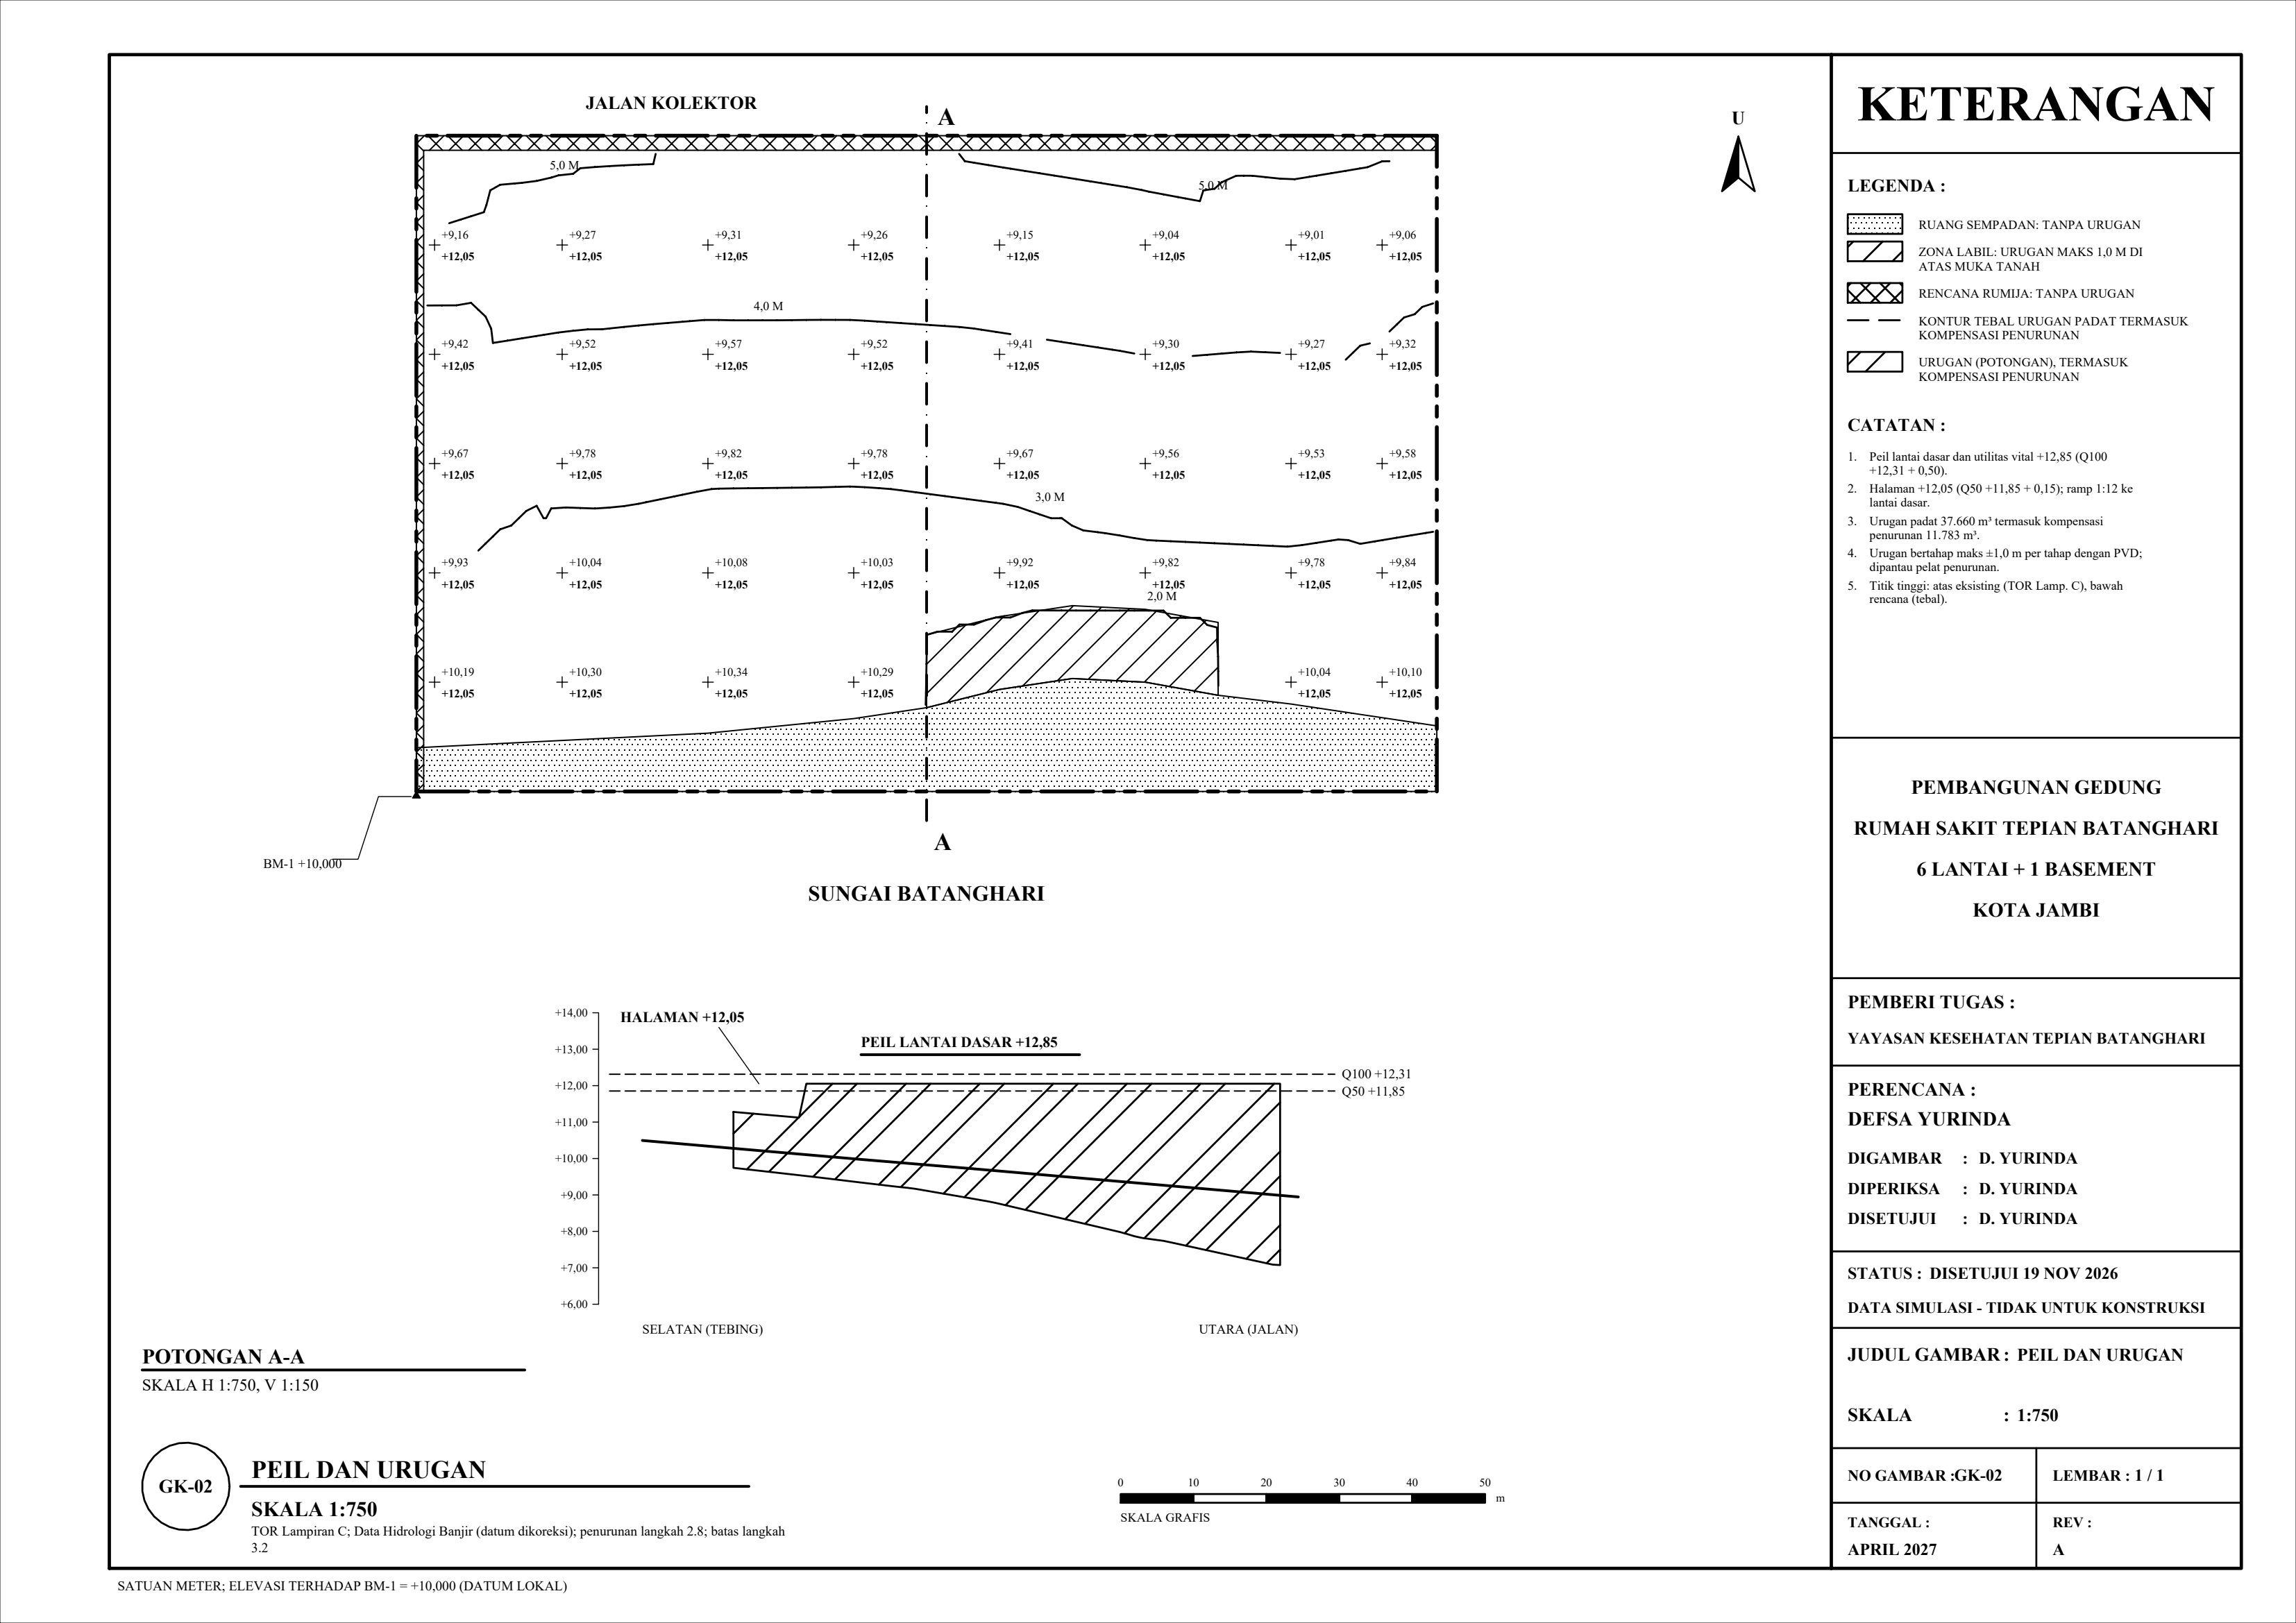 JALAN KOLEKTOR
A
U
5,0 M
5,0 M
+9,16 +9,27 +9,31 +9,26 +9,15 +9,04 +9,01 +9,06
+12,05 +12,05 +12,05 +12,05 +12,05 +12,05 +12,05 +12,05
4,0 M
+9,42 +9,52 +9,57 +9,52 +9,41 +9,30 +9,27 +9,32
+12,05 +12,05 +12,05 +12,05 +12,05 +12,05 +12,05 +12,05
+9,67 +9,78 +9,82 +9,78 +9,67 +9,56 +9,53 +9,58
+12,05 +12,05 +12,05 +12,05 +12,05 +12,05 +12,05 +12,05
3,0 M
+9,93 +10,04 +10,08 +10,03 +9,92 +9,82 +9,78 +9,84
+12,05 +12,05 +12,05 +12,05 +12,05 +12,05 +12,05 +12,05
2,0 M
+10,19 +10,30 +10,34 +10,29 +10,04 +10,10
+12,05 +12,05 +12,05 +12,05 +12,05 +12,05
A
BM-1 +10,000
SUNGAI BATANGHARI
+14,00
+13,00
+12,00
+11,00
+10,00
+9,00
+8,00
+7,00
+6,00
HALAMAN +12,05
PEIL LANTAI DASAR +12,85
Q100 +12,31
Q50 +11,85
SELATAN (TEBING)
UTARA (JALAN)
POTONGAN A-A
SKALA H 1:750, V 1:150
GK-02
PEIL DAN URUGAN
SKALA 1:750
TOR Lampiran C; Data Hidrologi Banjir (datum dikoreksi); penurunan langkah 2.8; batas langkah
3.2
0 10 20 30 40 50
m
SKALA GRAFIS
SATUAN METER; ELEVASI TERHADAP BM-1 = +10,000 (DATUM LOKAL)
KETERANGAN
LEGENDA :
RUANG SEMPADAN: TANPA URUGAN
ZONA LABIL: URUGAN MAKS 1,0 M DI
ATAS MUKA TANAH
RENCANA RUMIJA: TANPA URUGAN
KONTUR TEBAL URUGAN PADAT TERMASUK
KOMPENSASI PENURUNAN
URUGAN (POTONGAN), TERMASUK
KOMPENSASI PENURUNAN
CATATAN :
1. Peil lantai dasar dan utilitas vital +12,85 (Q100
+12,31 + 0,50).
2. Halaman +12,05 (Q50 +11,85 + 0,15); ramp 1:12 ke
lantai dasar.
3. Urugan padat 37.660 m³ termasuk kompensasi
penurunan 11.783 m³.
4. Urugan bertahap maks ±1,0 m per tahap dengan PVD;
dipantau pelat penurunan.
5. Titik tinggi: atas eksisting (TOR Lamp. C), bawah
rencana (tebal).
PEMBANGUNAN GEDUNG
RUMAH SAKIT TEPIAN BATANGHARI
6 LANTAI + 1 BASEMENT
KOTA JAMBI
PEMBERI TUGAS :
YAYASAN KESEHATAN TEPIAN BATANGHARI
PERENCANA :
DEFSA YURINDA
DIGAMBAR : D. YURINDA
DIPERIKSA : D. YURINDA
DISETUJUI : D. YURINDA
STATUS : DISETUJUI 19 NOV 2026
DATA SIMULASI - TIDAK UNTUK KONSTRUKSI
JUDUL GAMBAR : PEIL DAN URUGAN
SKALA : 1:750
NO GAMBAR :GK-02
LEMBAR : 1 / 1
TANGGAL :
APRIL 2027
REV :
A